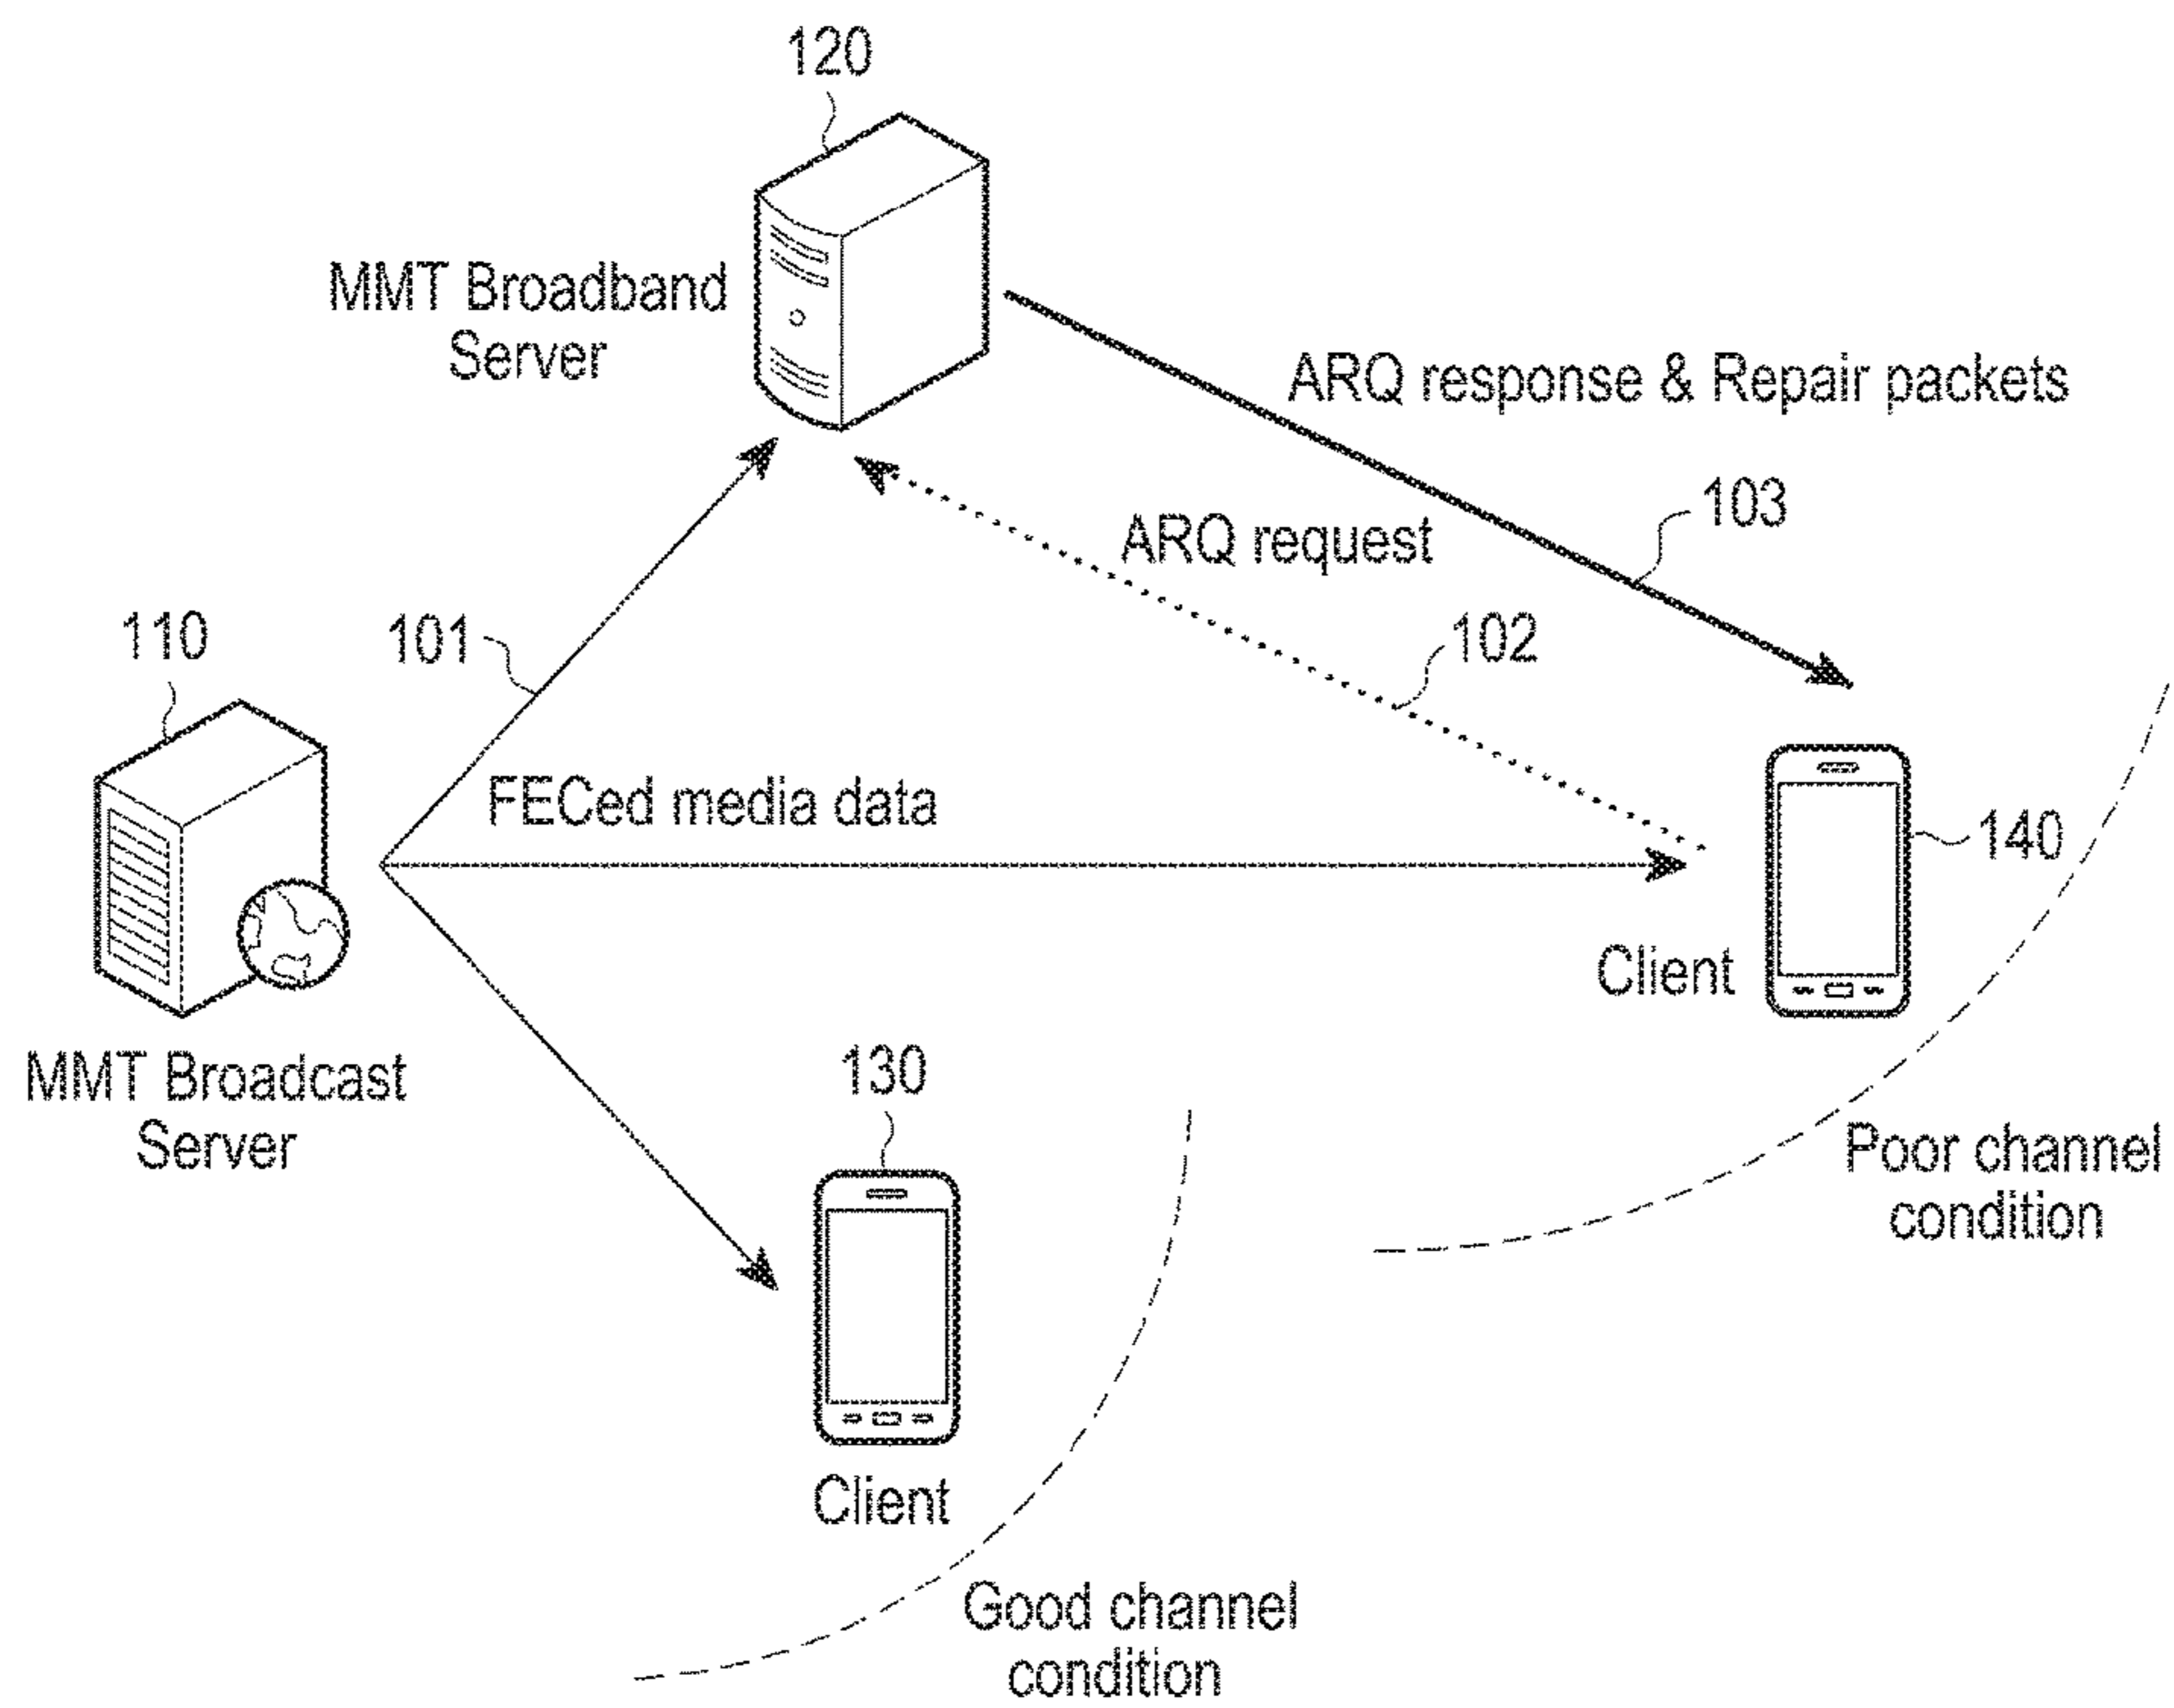 120
MMT Broadband
Server
ARQ response & Repair packets
103
ARQ request
102
101
110
FECed media data
140
Client
MMT Broadcast
Server
130
Client
Poor channel
condition
Good channel
condition